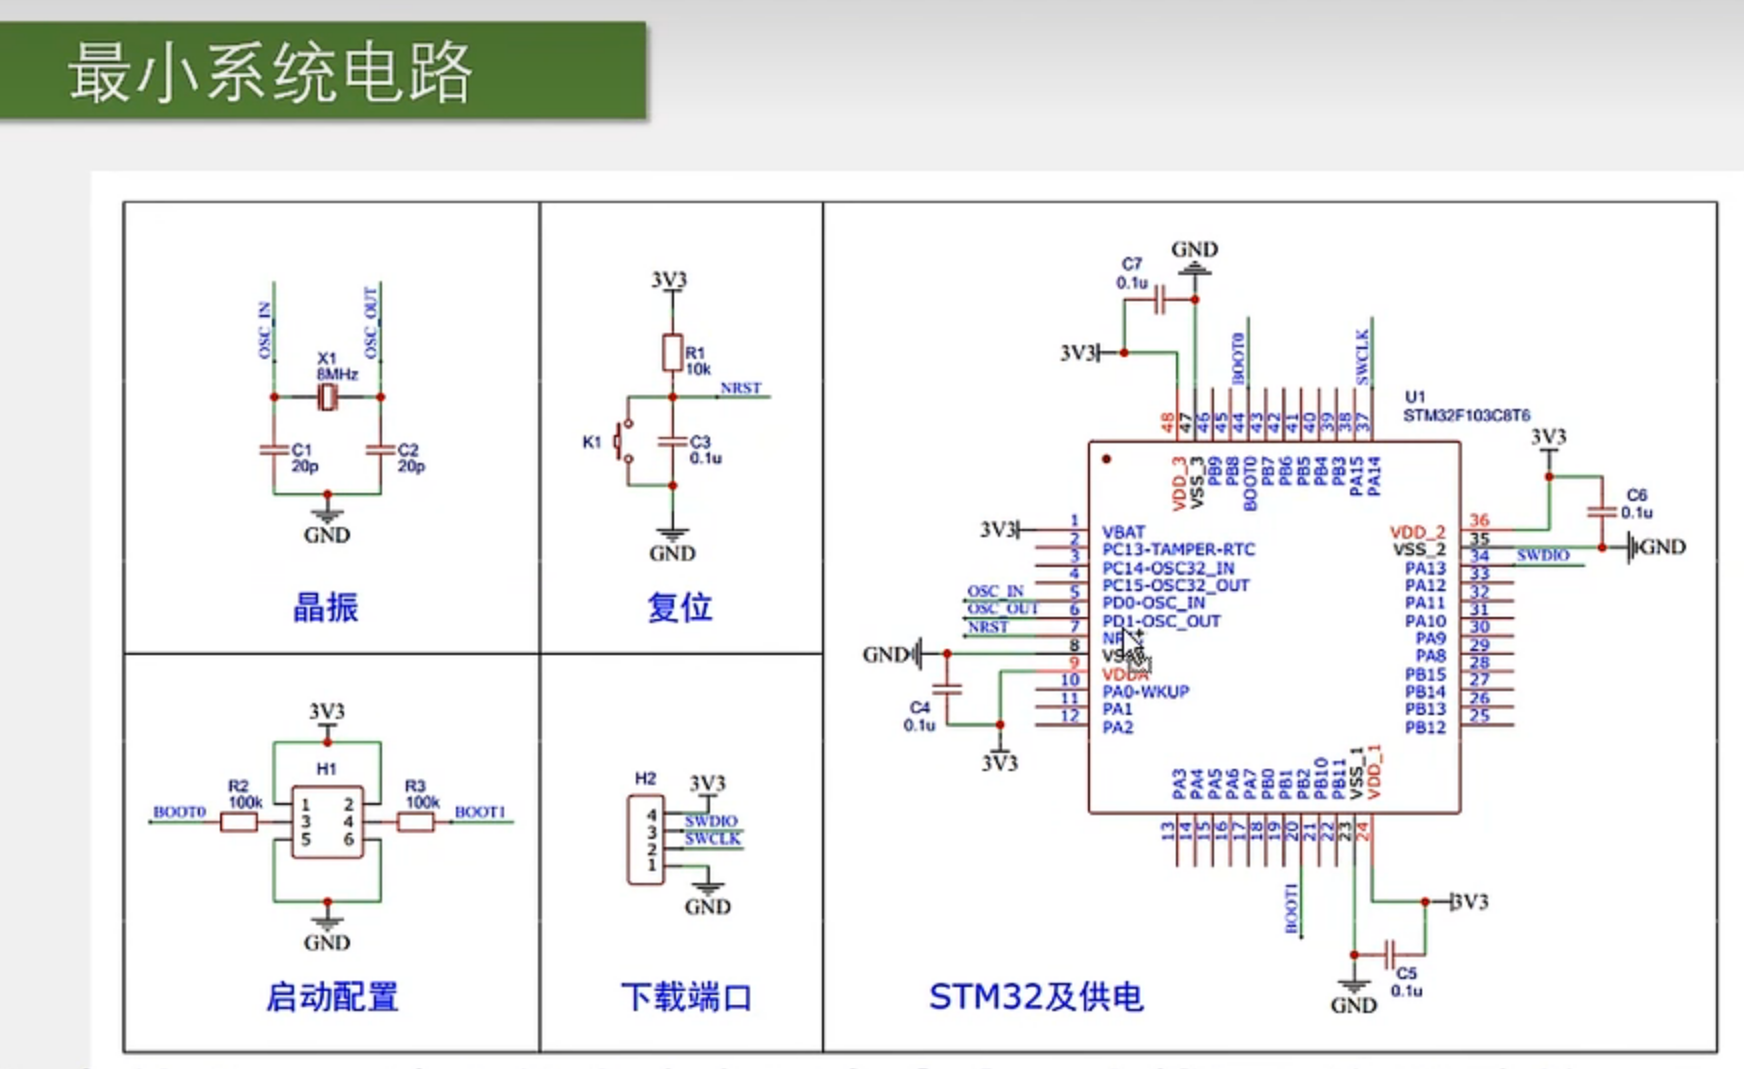 最小系统电路
OSC_IN
OSC_OUT
X1
8MHz
C1
20p
C2
20p
GND
晶振
3V3
R1
10k
NRST
K1
C3
0.1u
GND
复位
3V3
H1
R2
100k
R3
100k
BOOT0
BOOT1
1 2
3 4
5 6
GND
启动配置
H2
3V3
4
3 SWDIO
2 SWCLK
1
GND
下载端口
GND
C7
0.1u
3V3
BOOT0
SWCLK
U1
STM32F103C8T6
48 47 46 45 44 43 42 41 40 39 38 37
VDD_3 VSS_3 PB9 PB8 BOOT0 PB7 PB6 PB5 PB4 PB3 PA15 PA14
3V3 1 VBAT
2 PC13-TAMPER-RTC
3 PC14-OSC32_IN
4 PC15-OSC32_OUT
OSC_IN 5 PD0-OSC_IN
OSC_OUT 6 PD1-OSC_OUT
NRST 7
GND 8
9 VDDA
10 PA0-WKUP
11 PA1
12 PA2
C4
0.1u
3V3
3V3
C6
0.1u
VDD_2 36
VSS_2 35 GND
PA13 34 SWDIO
PA12 33
PA11 32
PA10 31
PA9 30
PA8 29
PB15 28
PB14 27
PB13 26
PB12 25
PA3 PA4 PA5 PA6 PA7 PB0 PB1 PB2 PB10 PB11 VSS_1 VDD_1
13 14 15 16 17 18 19 20 21 22 23 24
BOOT1
3V3
C5
0.1u
GND
STM32及供电